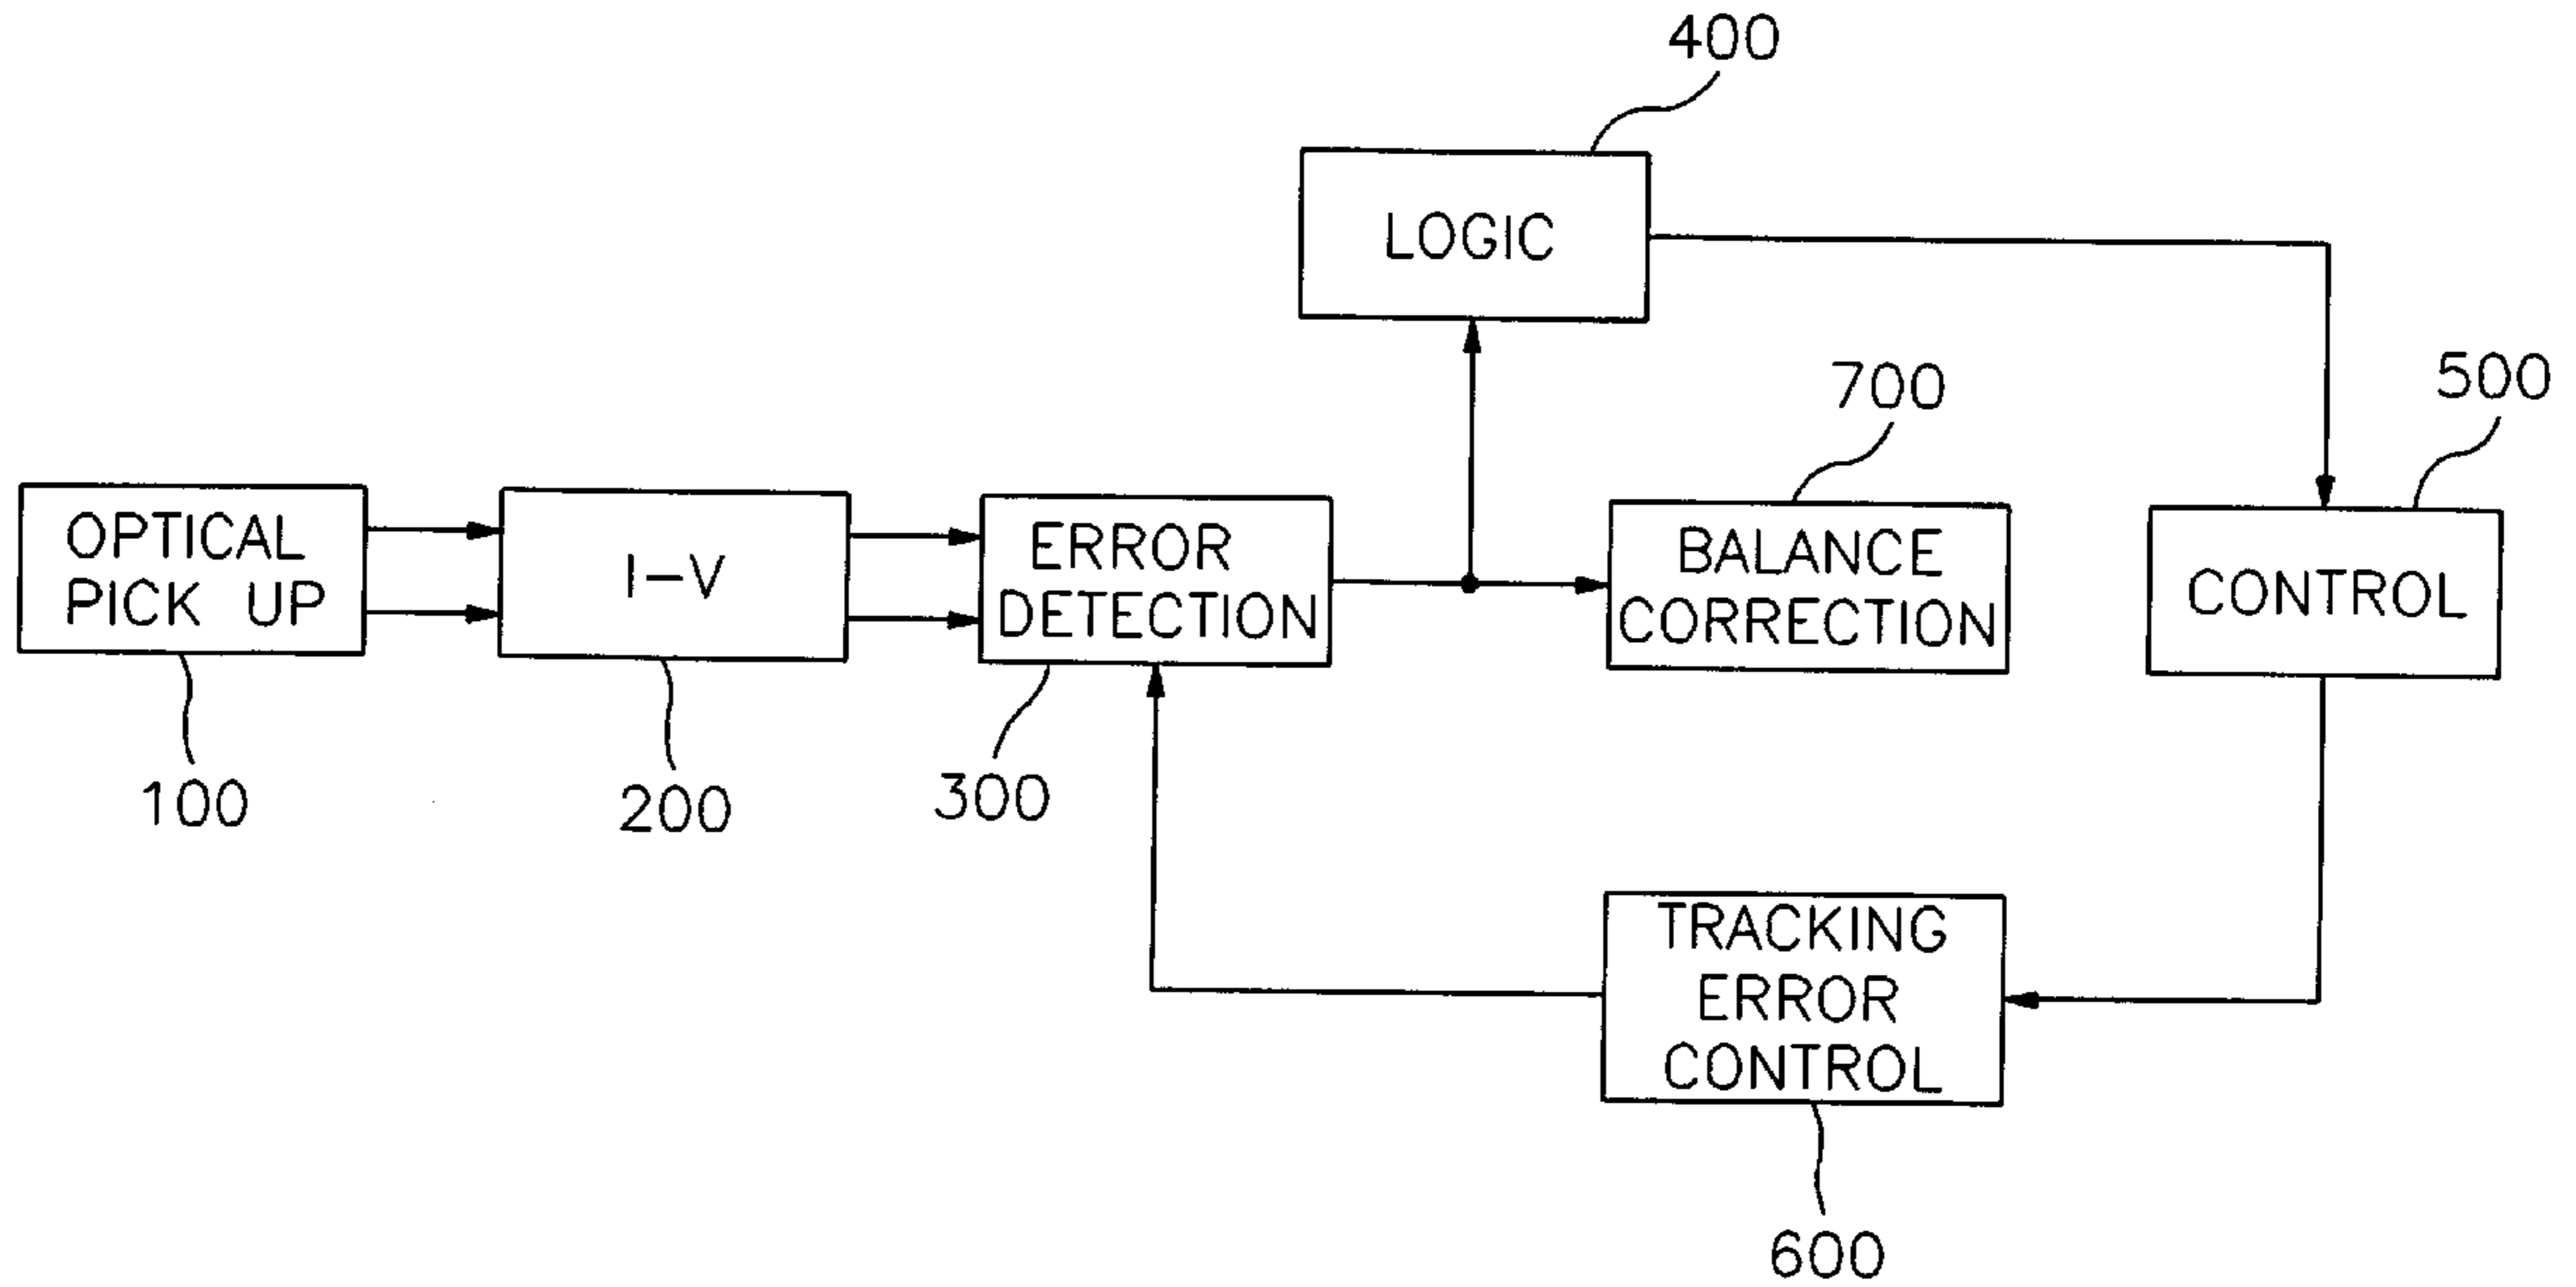 400
LOGIC
700
500
OPTICAL
PICK UP
I-V
ERROR
DETECTION
BALANCE
CORRECTION
CONTROL
100
200
300
TRACKING
ERROR
CONTROL
600